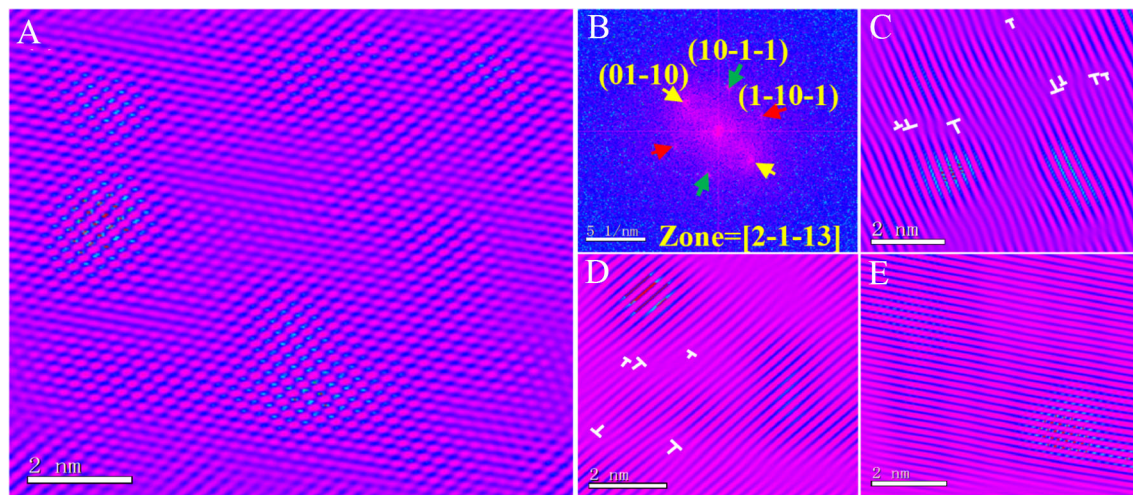 A
2 nm
B
(10-1-1)
(01-10)
(1-10-1)
5 1/nm
Zone=[2-1-13]
C
2 nm
D
2 nm
E
2 nm